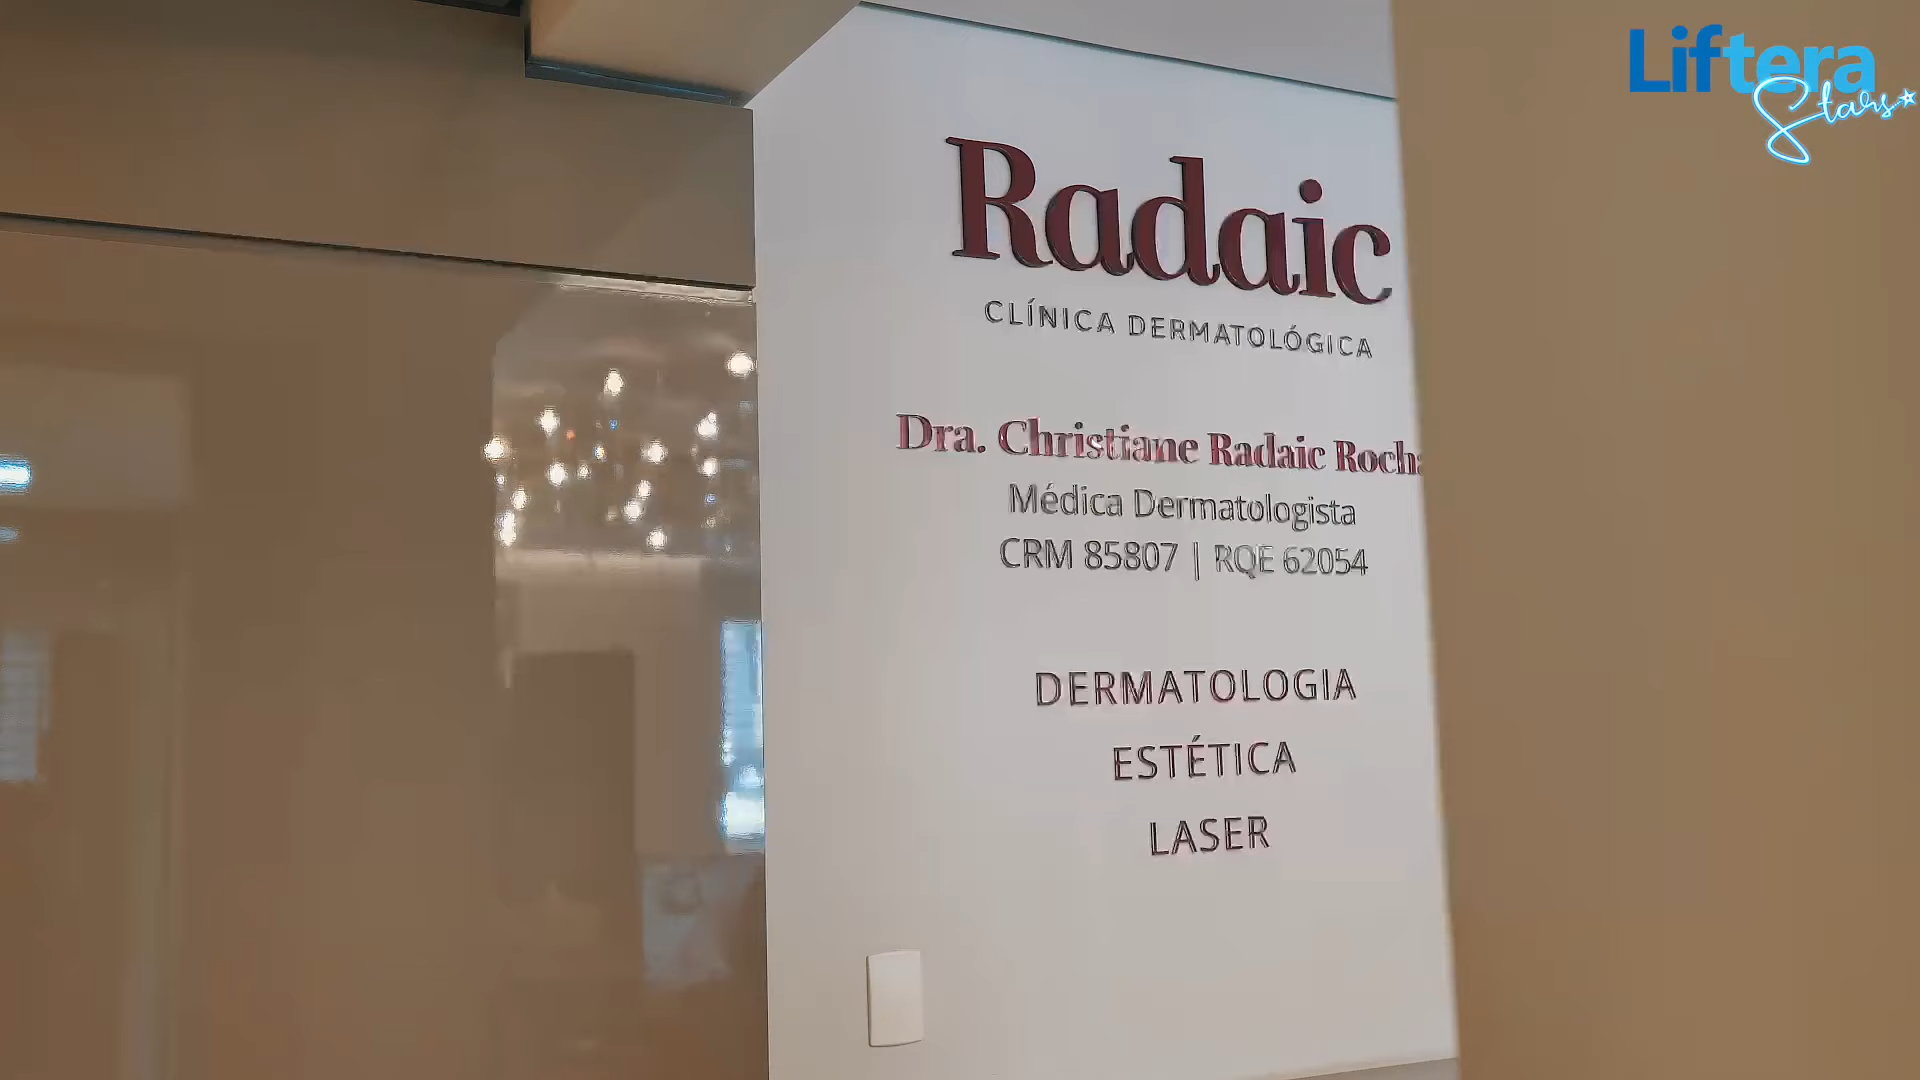 Liftera
Stars
Radaic
CLÍNICA DERMATOLÓGICA
Dra. Christiane Radaic Rocha
Médica Dermatologista
CRM 85807 | RQE 62054
DERMATOLOGIA
ESTÉTICA
LASER